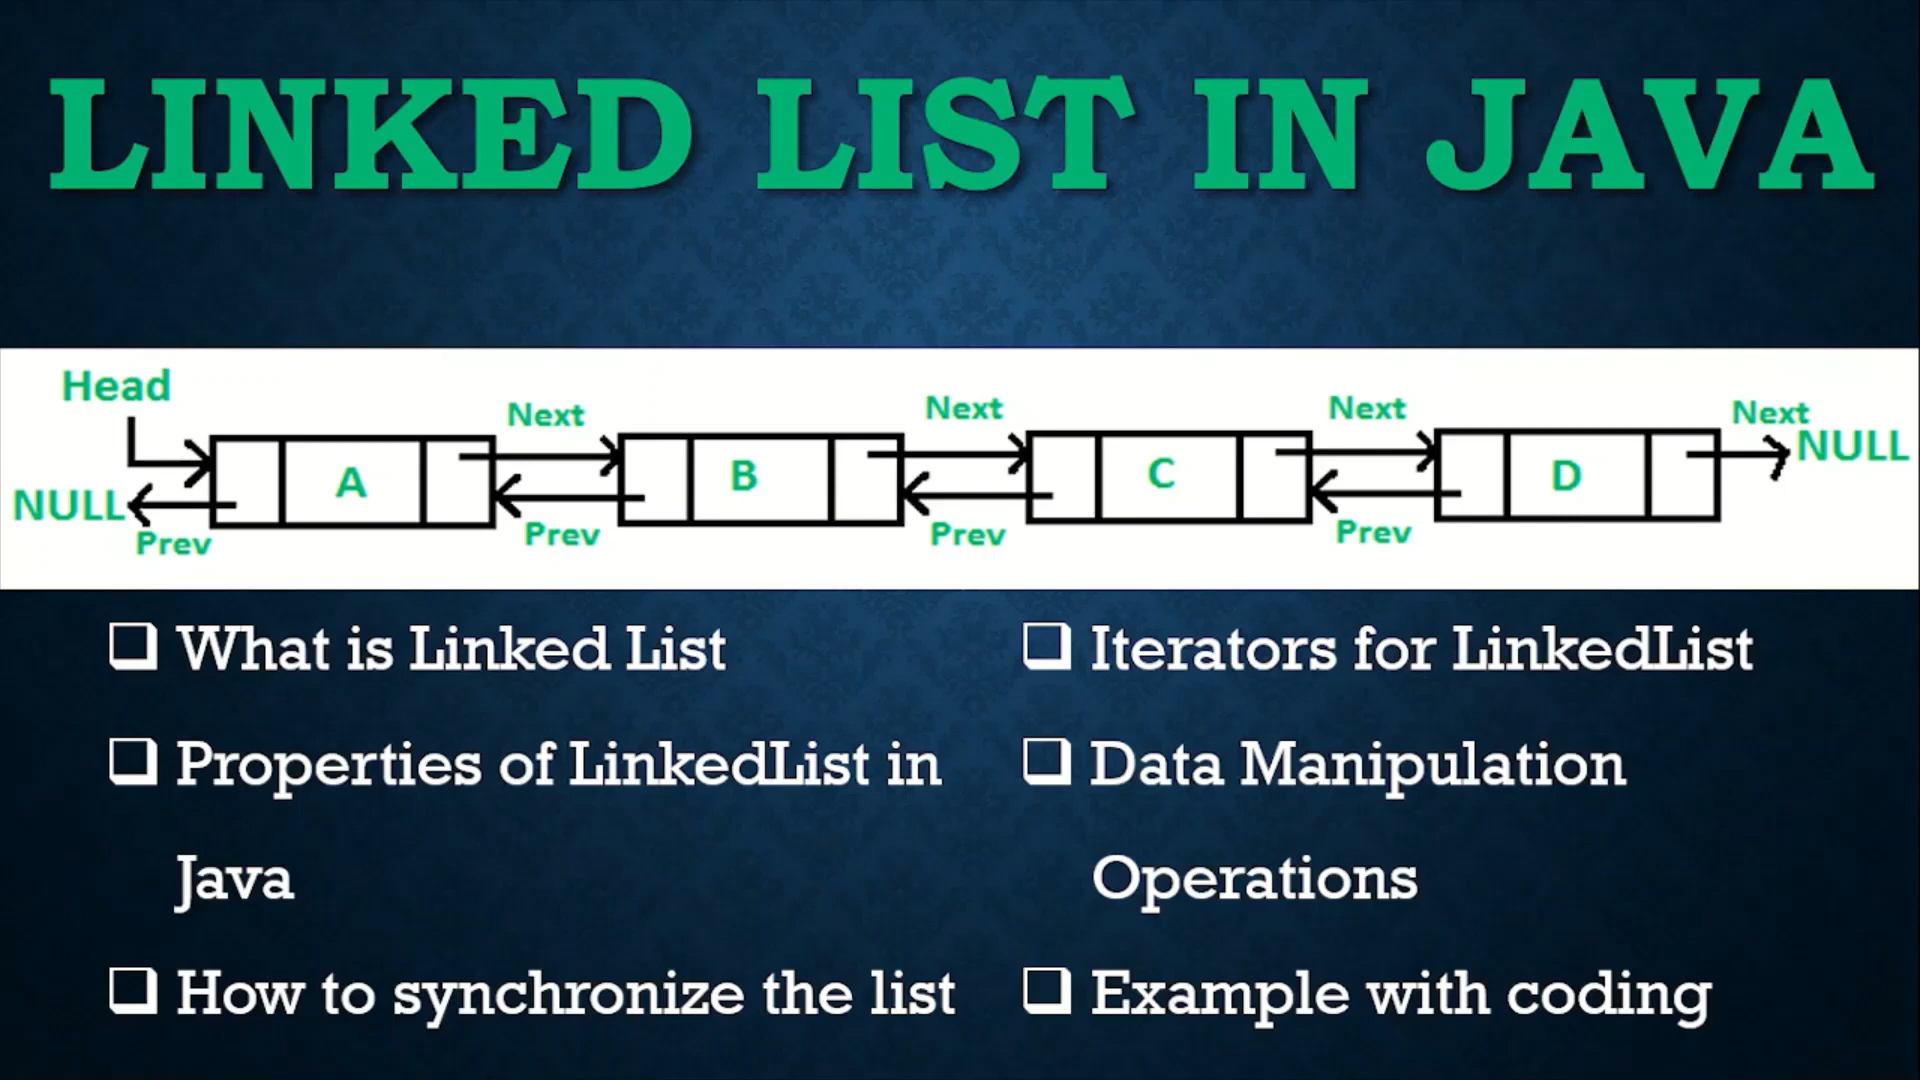 LINKED LIST IN JAVA
Head
Next
Next
Next
Next
NULL
A
B
C
D
NULL
Prev
Prev
Prev
Prev
What is Linked List
Properties of LinkedList in
Java
How to synchronize the list
Iterators for LinkedList
Data Manipulation
Operations
Example with coding